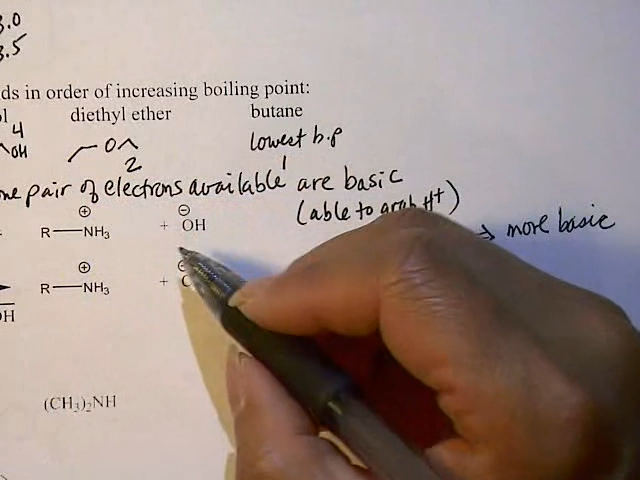 3.0
3.5
ds in order of increasing boiling point:
l diethyl ether butane
4
OH O lowest b.p
2 1
ne pair of electrons available are basic
(able to grab H+)
R—NH3 ⊕ + OH ⊖ → more basic
R—NH3 ⊕ +
OH
(CH3)2NH